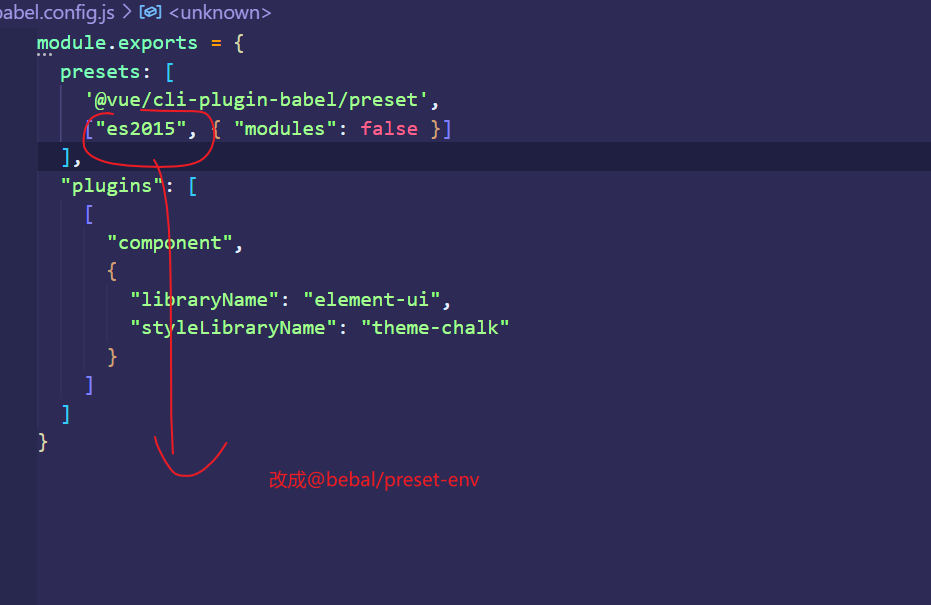 babel.config.js > <unknown>
module.exports = {
presets: [
'@vue/cli-plugin-babel/preset',
["es2015", { "modules": false }]
],
"plugins": [
[
"component",
{
"libraryName": "element-ui",
"styleLibraryName": "theme-chalk"
}
]
]
}
改成@bebal/preset-env